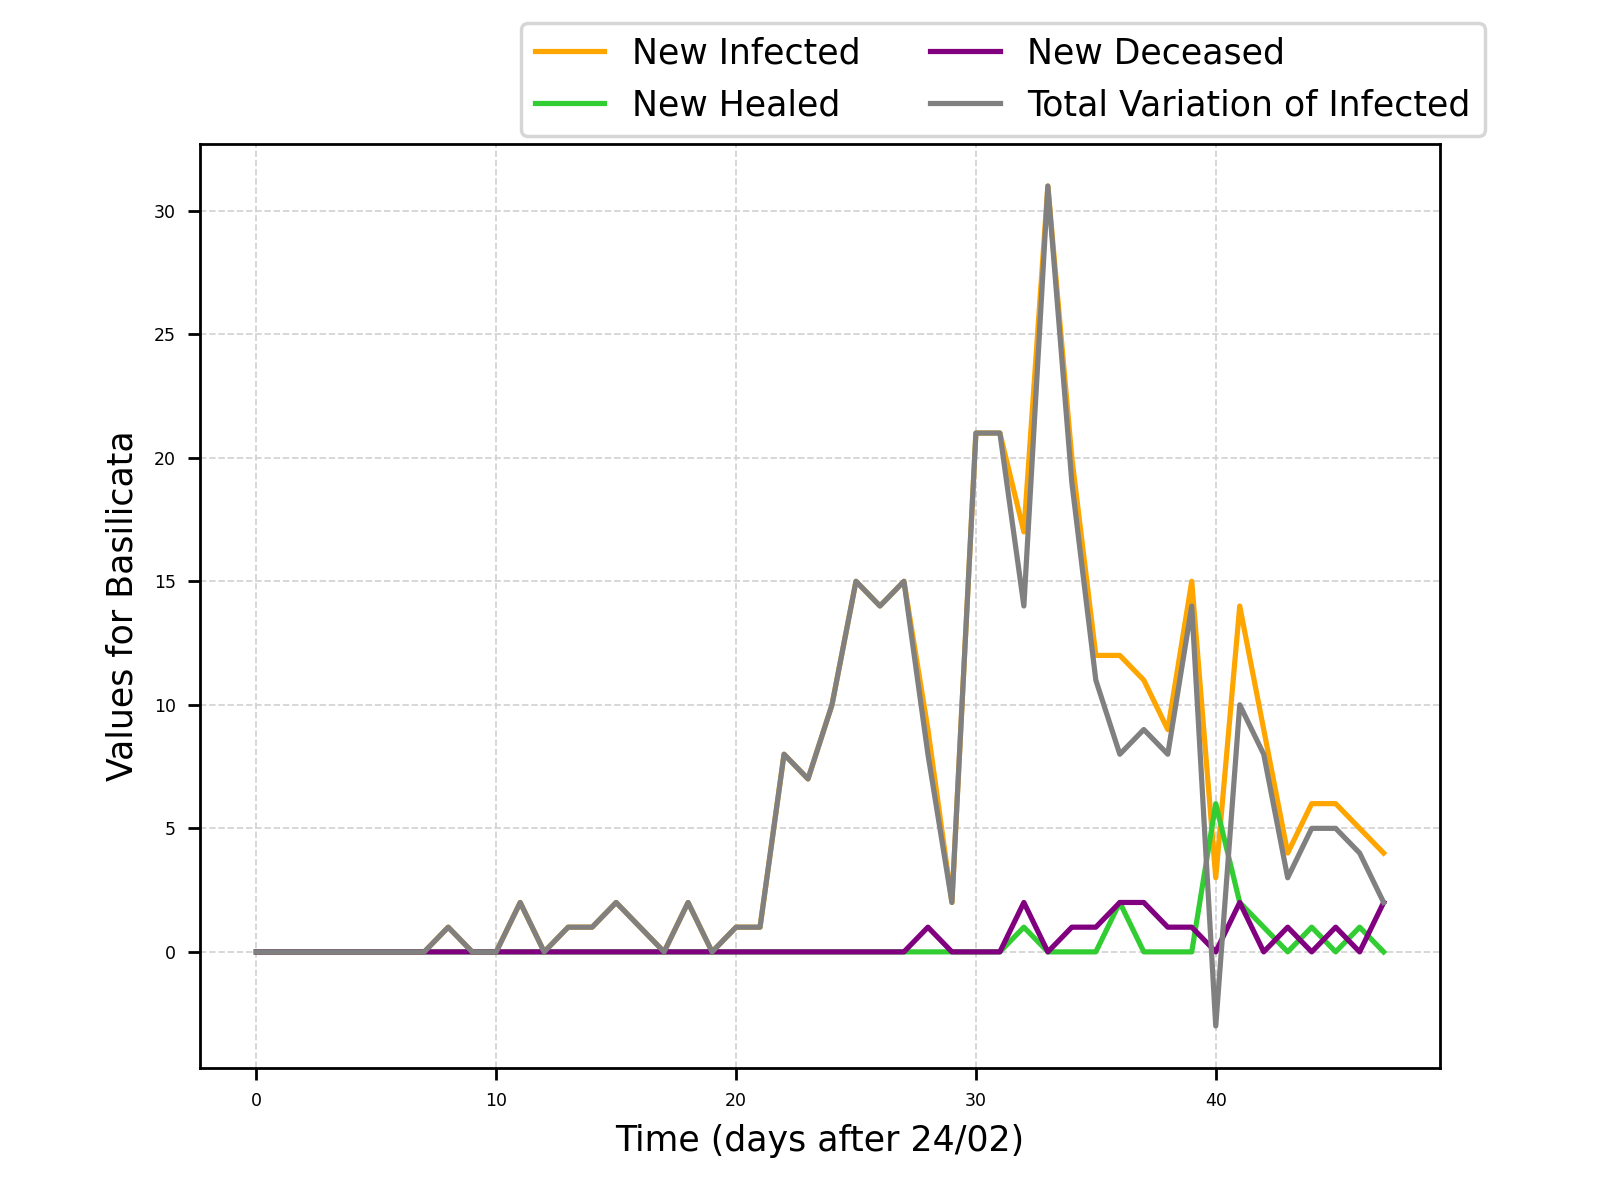 New Infected
New Healed
New Deceased
Total Variation of Infected
30
25
20
15
10
5
0
Values for Basilicata
0 10 20 30 40
Time (days after 24/02)